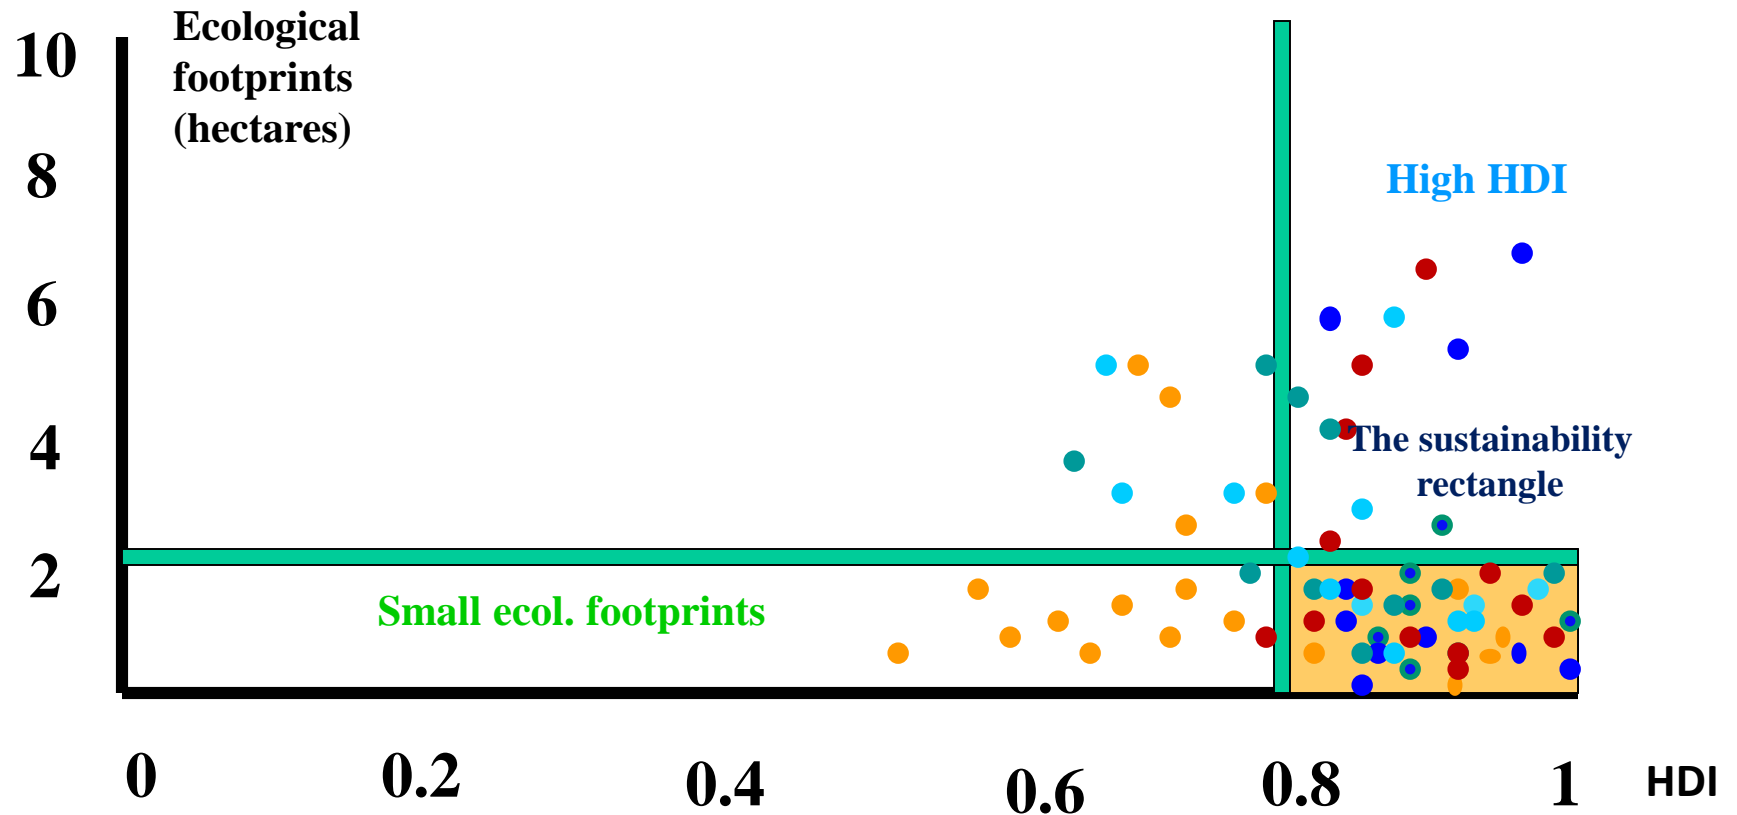 Ecological
footprints
(hectares)
10
8
6
4
2
High HDI
The sustainability
rectangle
Small ecol. footprints
0 0.2 0.4 0.6 0.8 1 HDI